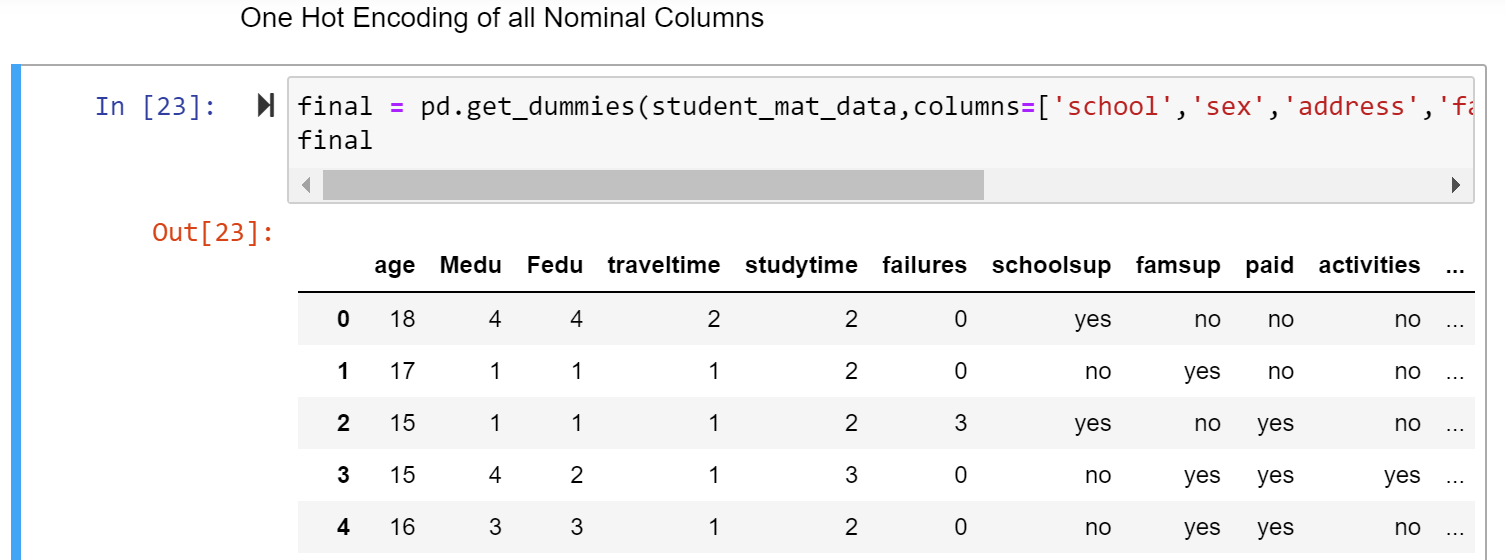 One Hot Encoding of all Nominal Columns
In [23]: final = pd.get_dummies(student_mat_data,columns=['school','sex','address','fa
final
Out[23]:
age Medu Fedu traveltime studytime failures schoolsup famsup paid activities ...
0 18 4 4 2 2 0 yes no no no ...
1 17 1 1 1 2 0 no yes no no ...
2 15 1 1 1 2 3 yes no yes no ...
3 15 4 2 1 3 0 no yes yes yes ...
4 16 3 3 1 2 0 no yes yes no ...